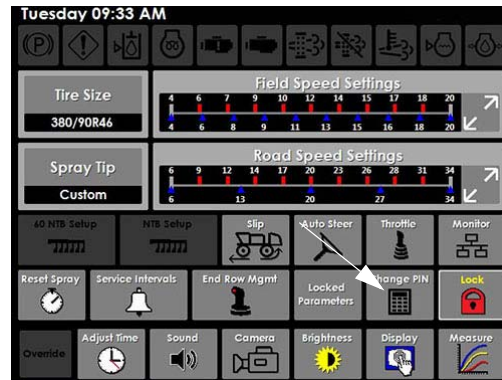 Tuesday 09:33 AM
(P)
Tire Size
380/90R46
Field Speed Settings
4 6 7 9 10 12 14 15 17 18 20
4 6 8 9 11 13 15 16 18 20
Spray Tip
Custom
Road Speed Settings
6 9 12 14 17 20 23 26 28 31 34
6 13 20 27 34
60 NTB Setup
NTB Setup
Slip
Auto Steer
Throttle
Monitor
Reset Spray
Service Intervals
End Row Mgmt
Locked
Parameters
Change PIN
Lock
Override
Adjust Time
Sound
Camera
Brightness
Display
Measure